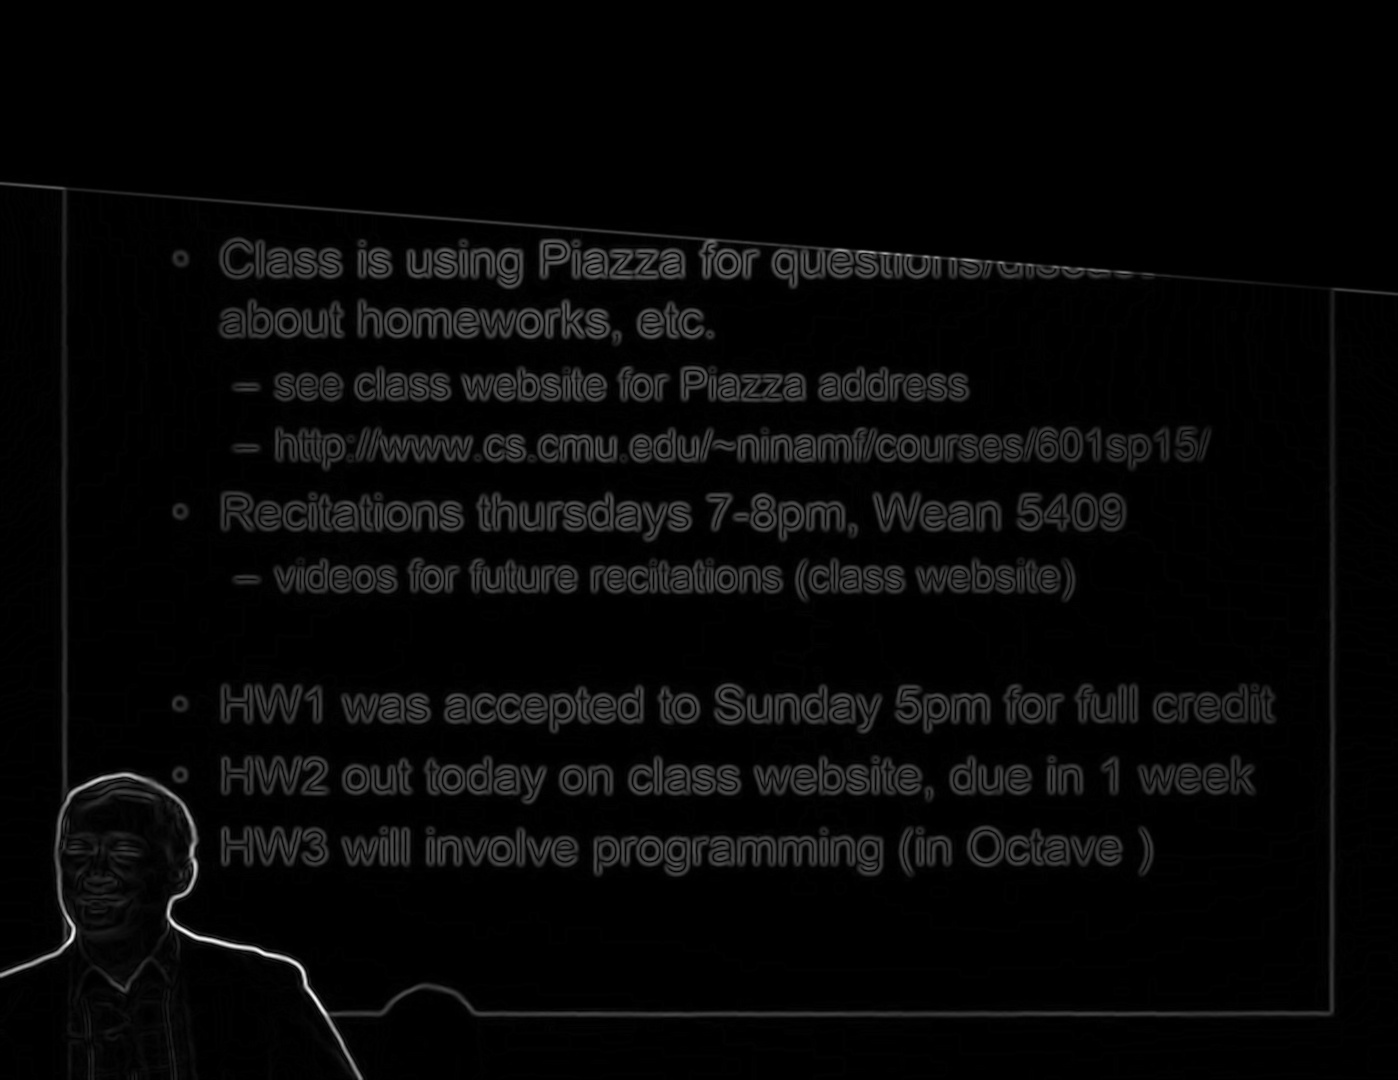 • Class is using Piazza for
about homeworks, etc.
– see class website for Piazza address
– http://www.cs.cmu.edu/~ninamf/courses/601sp15/
• Recitations thursdays 7-8pm, Wean 5409
– videos for future recitations (class website)
• HW1 was accepted to Sunday 5pm for full credit
• HW2 out today on class website, due in 1 week
HW3 will involve programming (in Octave )